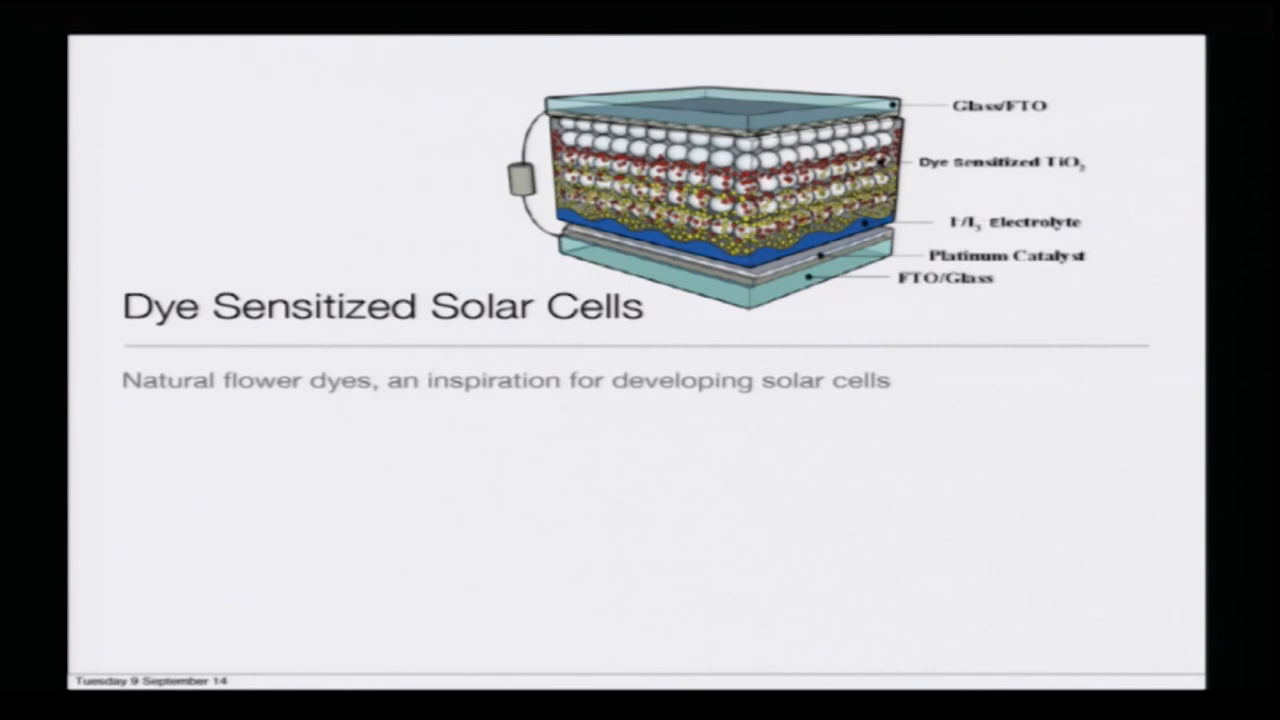 Glass/FTO
Dye Sensitized TiO₂
I⁻/I₃⁻ Electrolyte
Platinum Catalyst
FTO/Glass
Dye Sensitized Solar Cells
Natural flower dyes, an inspiration for developing solar cells
Tuesday 9 September 14